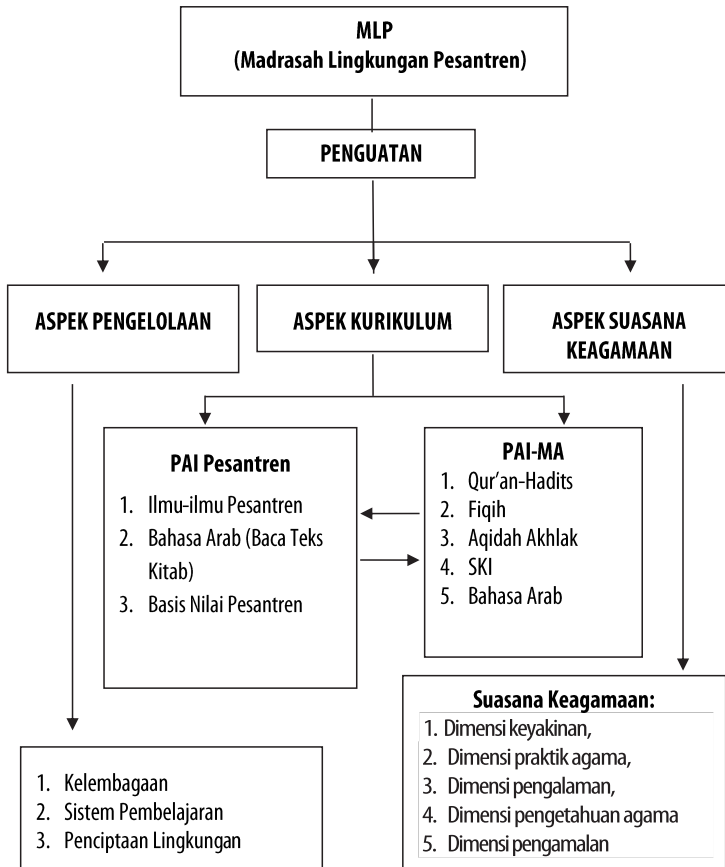 MLP
(Madrasah Lingkungan Pesantren)
PENGUATAN
ASPEK PENGELOLAAN
ASPEK KURIKULUM
ASPEK SUASANA
KEAGAMAAN
PAI Pesantren
1. Ilmu-ilmu Pesantren
2. Bahasa Arab (Baca Teks
Kitab)
3. Basis Nilai Pesantren
PAI-MA
1. Qur'an-Hadits
2. Fiqih
3. Aqidah Akhlak
4. SKI
5. Bahasa Arab
1. Kelembagaan
2. Sistem Pembelajaran
3. Penciptaan Lingkungan
Suasana Keagamaan:
1. Dimensi keyakinan,
2. Dimensi praktik agama,
3. Dimensi pengalaman,
4. Dimensi pengetahuan agama
5. Dimensi pengamalan